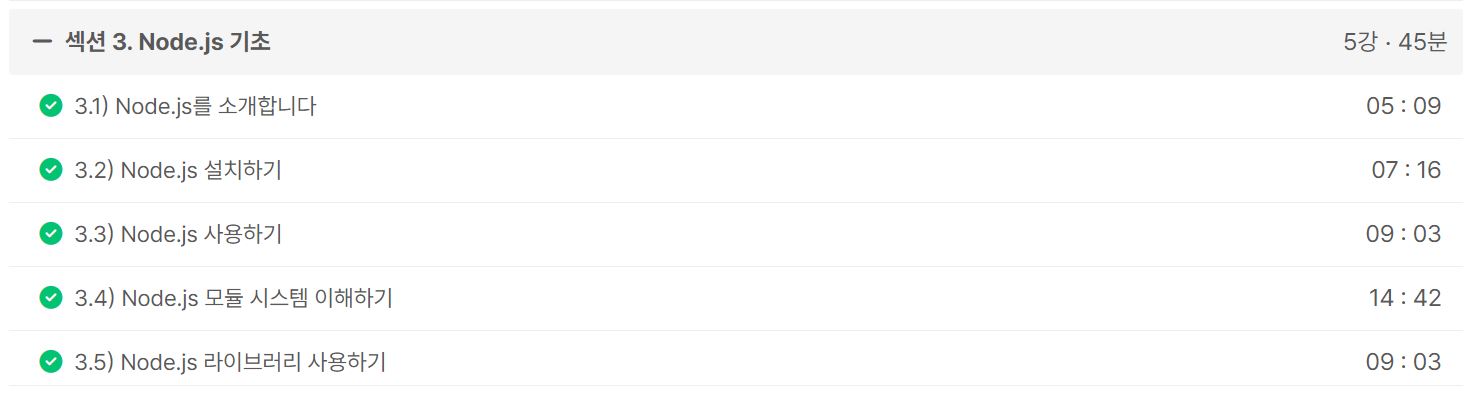 섹션 3. Node.js 기초 5강 · 45분
3.1) Node.js를 소개합니다 05 : 09
3.2) Node.js 설치하기 07 : 16
3.3) Node.js 사용하기 09 : 03
3.4) Node.js 모듈 시스템 이해하기 14 : 42
3.5) Node.js 라이브러리 사용하기 09 : 03